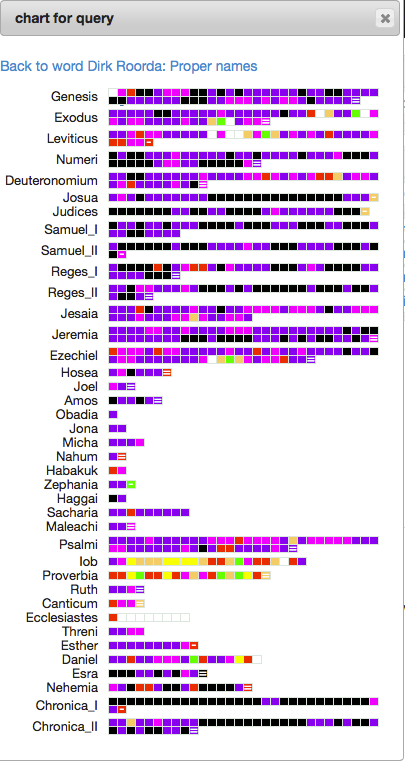 chart for query
Back to word Dirk Roorda: Proper names
Genesis
Exodus
Leviticus
Numeri
Deuteronomium
Josua
Judices
Samuel_I
Samuel_II
Reges_I
Reges_II
Jesaia
Jeremia
Ezechiel
Hosea
Joel
Amos
Obadia
Jona
Micha
Nahum
Habakuk
Zephania
Haggai
Sacharia
Maleachi
Psalmi
Iob
Proverbia
Ruth
Canticum
Ecclesiastes
Threni
Esther
Daniel
Esra
Nehemia
Chronica_I
Chronica_II